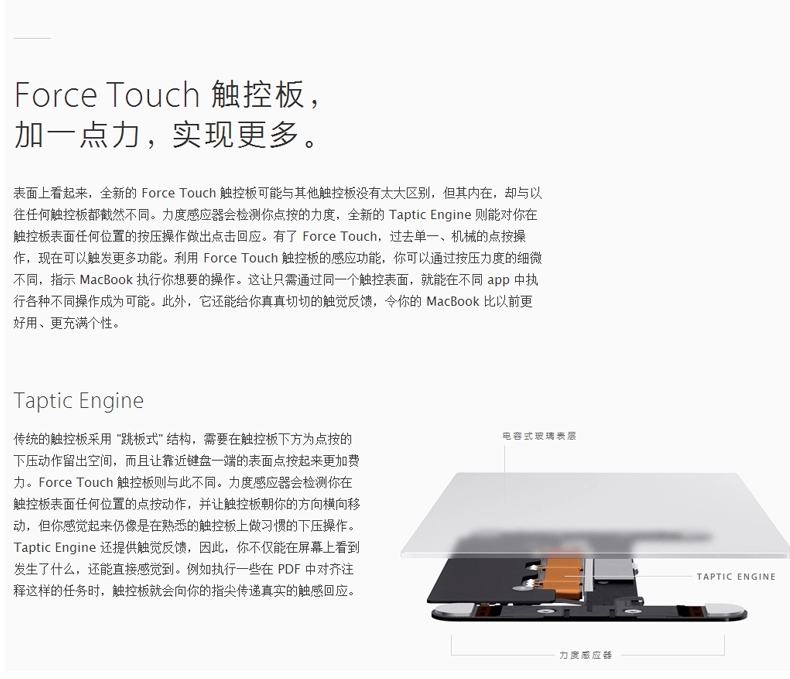 Force Touch 触控板，
加一点力，实现更多。
表面上看起来，全新的 Force Touch 触控板可能与其他触控板没有太大区别，但其内在，却与以
往任何触控板都截然不同。力度感应器会检测你点按的力度，全新的 Taptic Engine 则能对你在
触控板表面任何位置的按压操作做出点击回应。有了 Force Touch，过去单一、机械的点按操
作，现在可以触发更多功能。利用 Force Touch 触控板的感应功能，你可以通过按压力度的细微
不同，指示 MacBook 执行你想要的操作。这让只需通过同一个触控表面，就能在不同 app 中执
行各种不同操作成为可能。此外，它还能给你真真切切的触觉反馈，令你的 MacBook 比以前更
好用、更充满个性。
Taptic Engine
传统的触控板采用 "跳板式" 结构，需要在触控板下方为点按的
下压动作留出空间，而且让靠近键盘一端的表面点按起来更加费
力。Force Touch 触控板则与此不同。力度感应器会检测你在
触控板表面任何位置的点按动作，并让触控板朝你的方向横向移
动，但你感觉起来仍像是在熟悉的触控板上做习惯的下压操作。
Taptic Engine 还提供触觉反馈，因此，你不仅能在屏幕上看到
发生了什么，还能直接感觉到。例如执行一些在 PDF 中对齐注
释这样的任务时，触控板就会向你的指尖传递真实的触感回应。
电容式玻璃表层
TAPTIC ENGINE
力度感应器